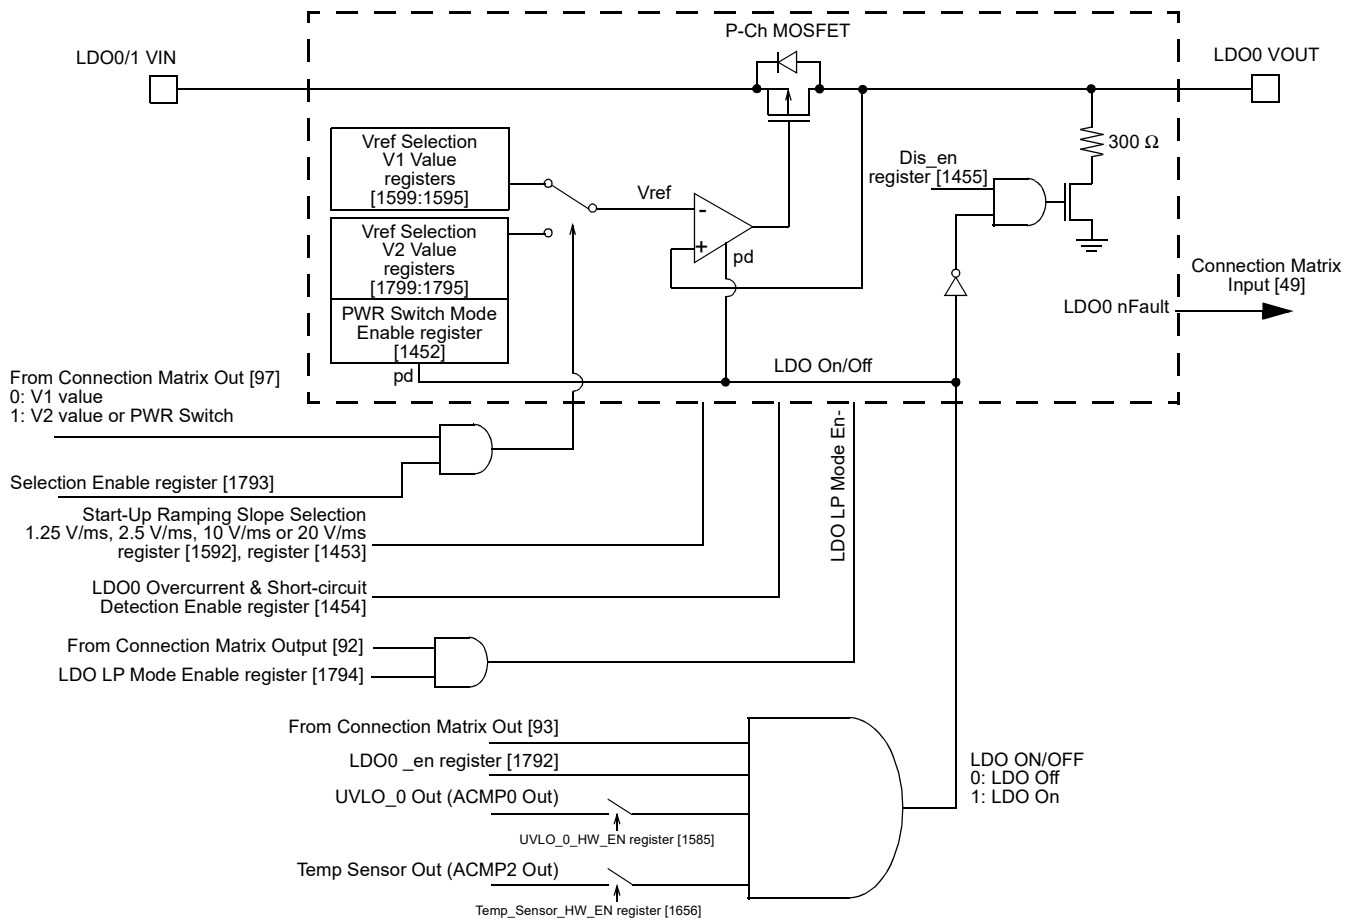 P-Ch MOSFET
LDO0/1 VIN
LDO0 VOUT
Vref Selection
V1 Value
registers
[1599:1595]
Vref Selection
V2 Value
registers
[1799:1795]
PWR Switch Mode
Enable register
[1452]
pd
Vref
-
+
pd
Dis_en
register [1455]
300 Ω
Connection Matrix
Input [49]
LDO0 nFault
LDO On/Off
From Connection Matrix Out [97]
0: V1 value
1: V2 value or PWR Switch
Selection Enable register [1793]
Start-Up Ramping Slope Selection
1.25 V/ms, 2.5 V/ms, 10 V/ms or 20 V/ms
register [1592], register [1453]
LDO0 Overcurrent & Short-circuit
Detection Enable register [1454]
LDO LP Mode En-
From Connection Matrix Output [92]
LDO LP Mode Enable register [1794]
From Connection Matrix Out [93]
LDO0 _en register [1792]
UVLO_0 Out (ACMP0 Out)
UVLO_0_HW_EN register [1585]
Temp Sensor Out (ACMP2 Out)
Temp_Sensor_HW_EN register [1656]
LDO ON/OFF
0: LDO Off
1: LDO On